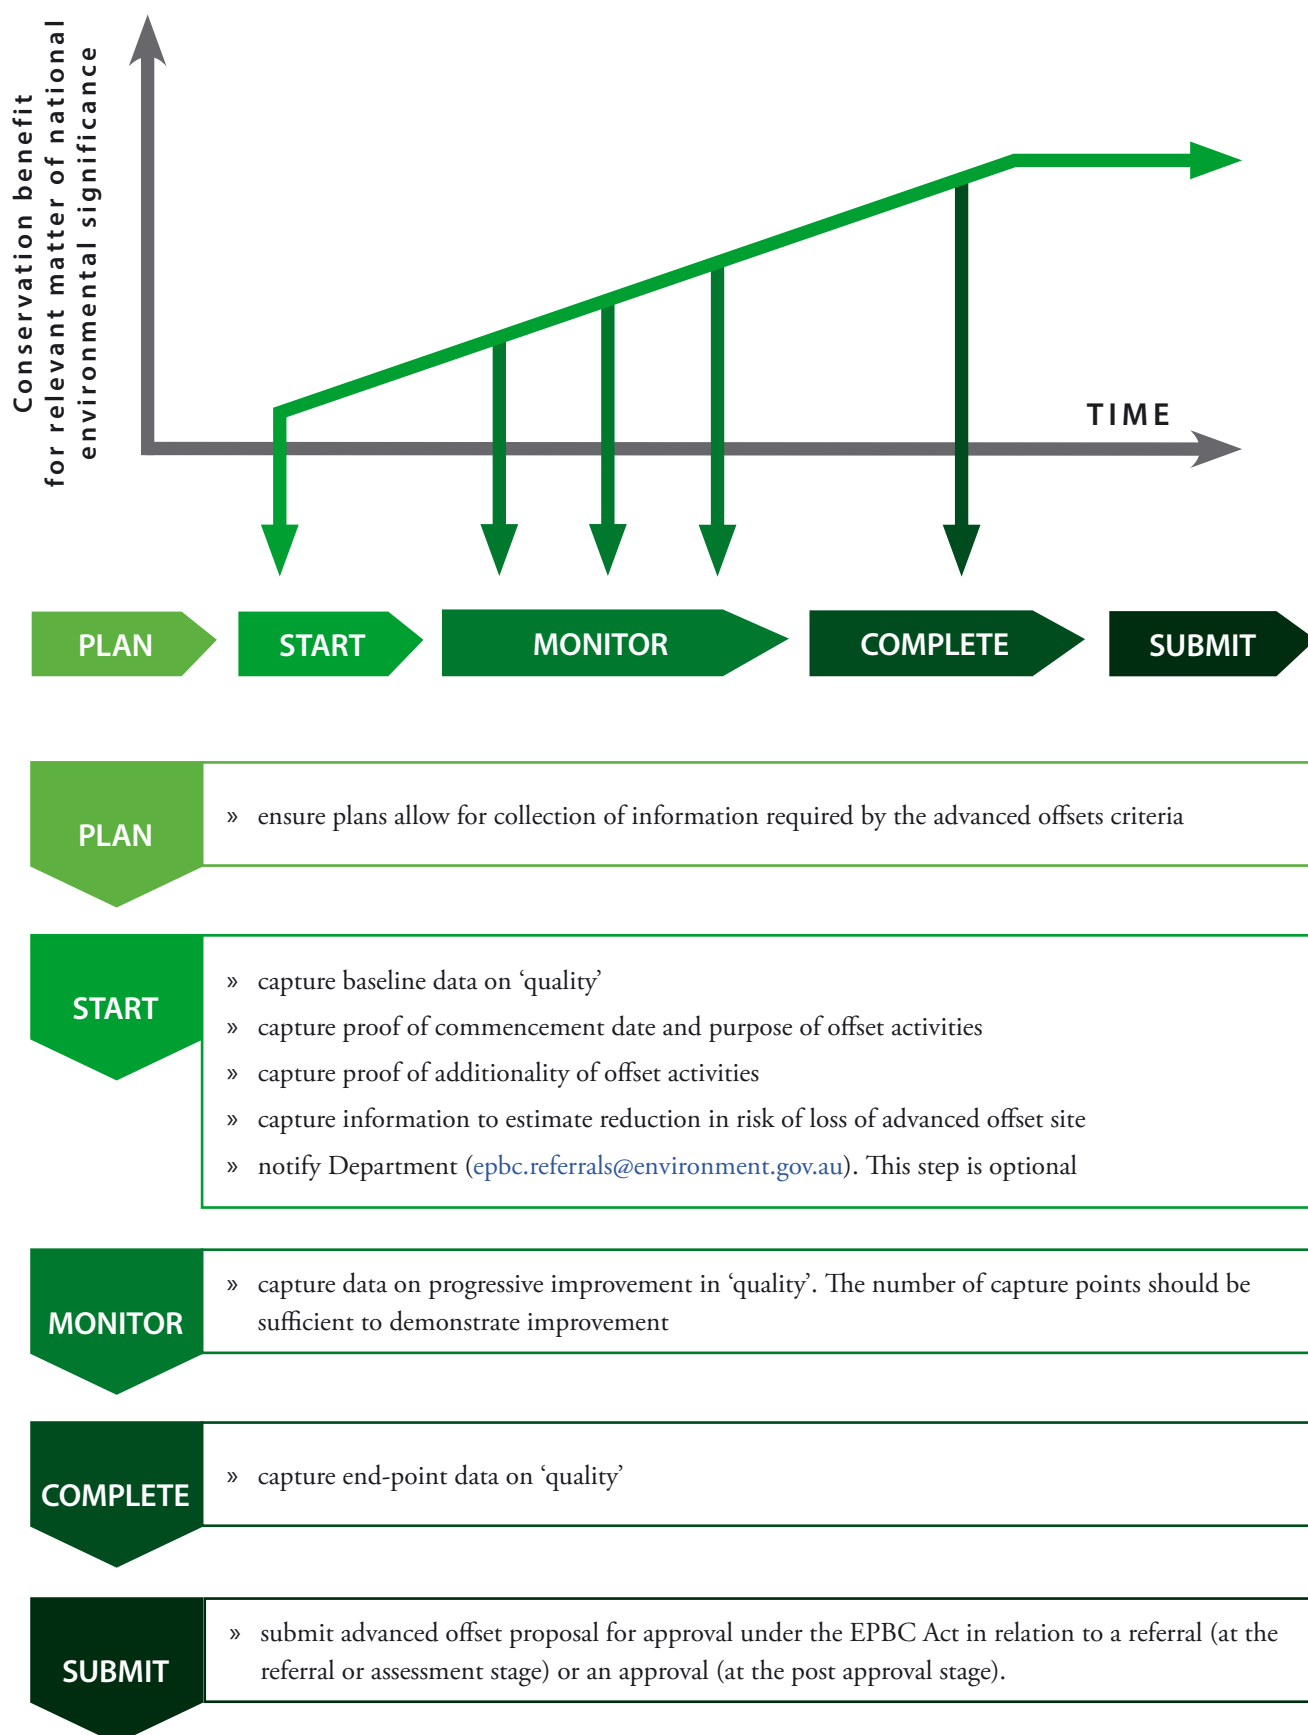 Conservation benefit
for relevant matter of national
environmental significance
TIME
PLAN
START
MONITOR
COMPLETE
SUBMIT
PLAN
» ensure plans allow for collection of information required by the advanced offsets criteria
START
» capture baseline data on ‘quality’
» capture proof of commencement date and purpose of offset activities
» capture proof of additionality of offset activities
» capture information to estimate reduction in risk of loss of advanced offset site
» notify Department (epbc.referrals@environment.gov.au). This step is optional
MONITOR
» capture data on progressive improvement in ‘quality’. The number of capture points should be
sufficient to demonstrate improvement
COMPLETE
» capture end-point data on ‘quality’
SUBMIT
» submit advanced offset proposal for approval under the EPBC Act in relation to a referral (at the
referral or assessment stage) or an approval (at the post approval stage).